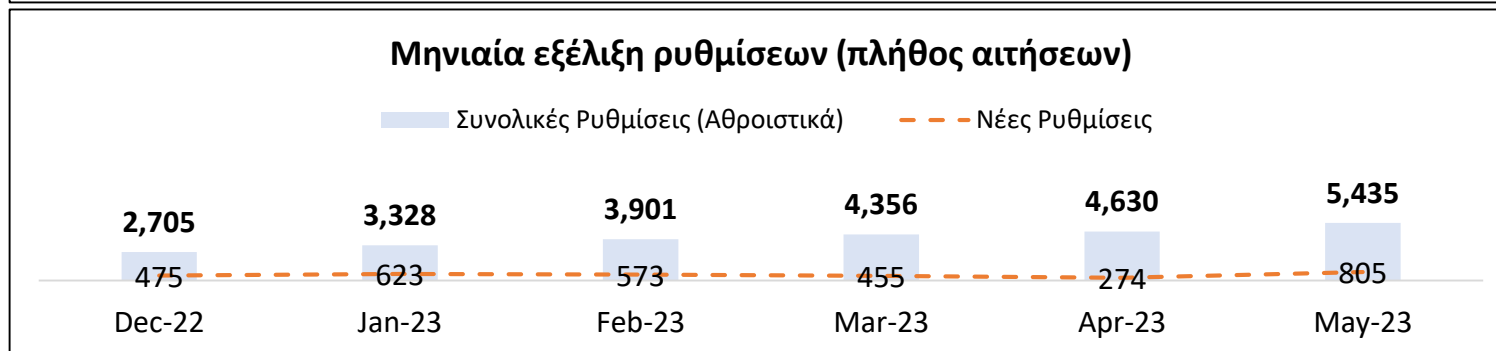 Μηνιαία εξέλιξη ρυθμίσεων (πλήθος αιτήσεων)
Συνολικές Ρυθμίσεις (Αθροιστικά) Νέες Ρυθμίσεις
2,705 3,328 3,901 4,356 4,630 5,435
475 623 573 455 274 805
Dec-22 Jan-23 Feb-23 Mar-23 Apr-23 May-23